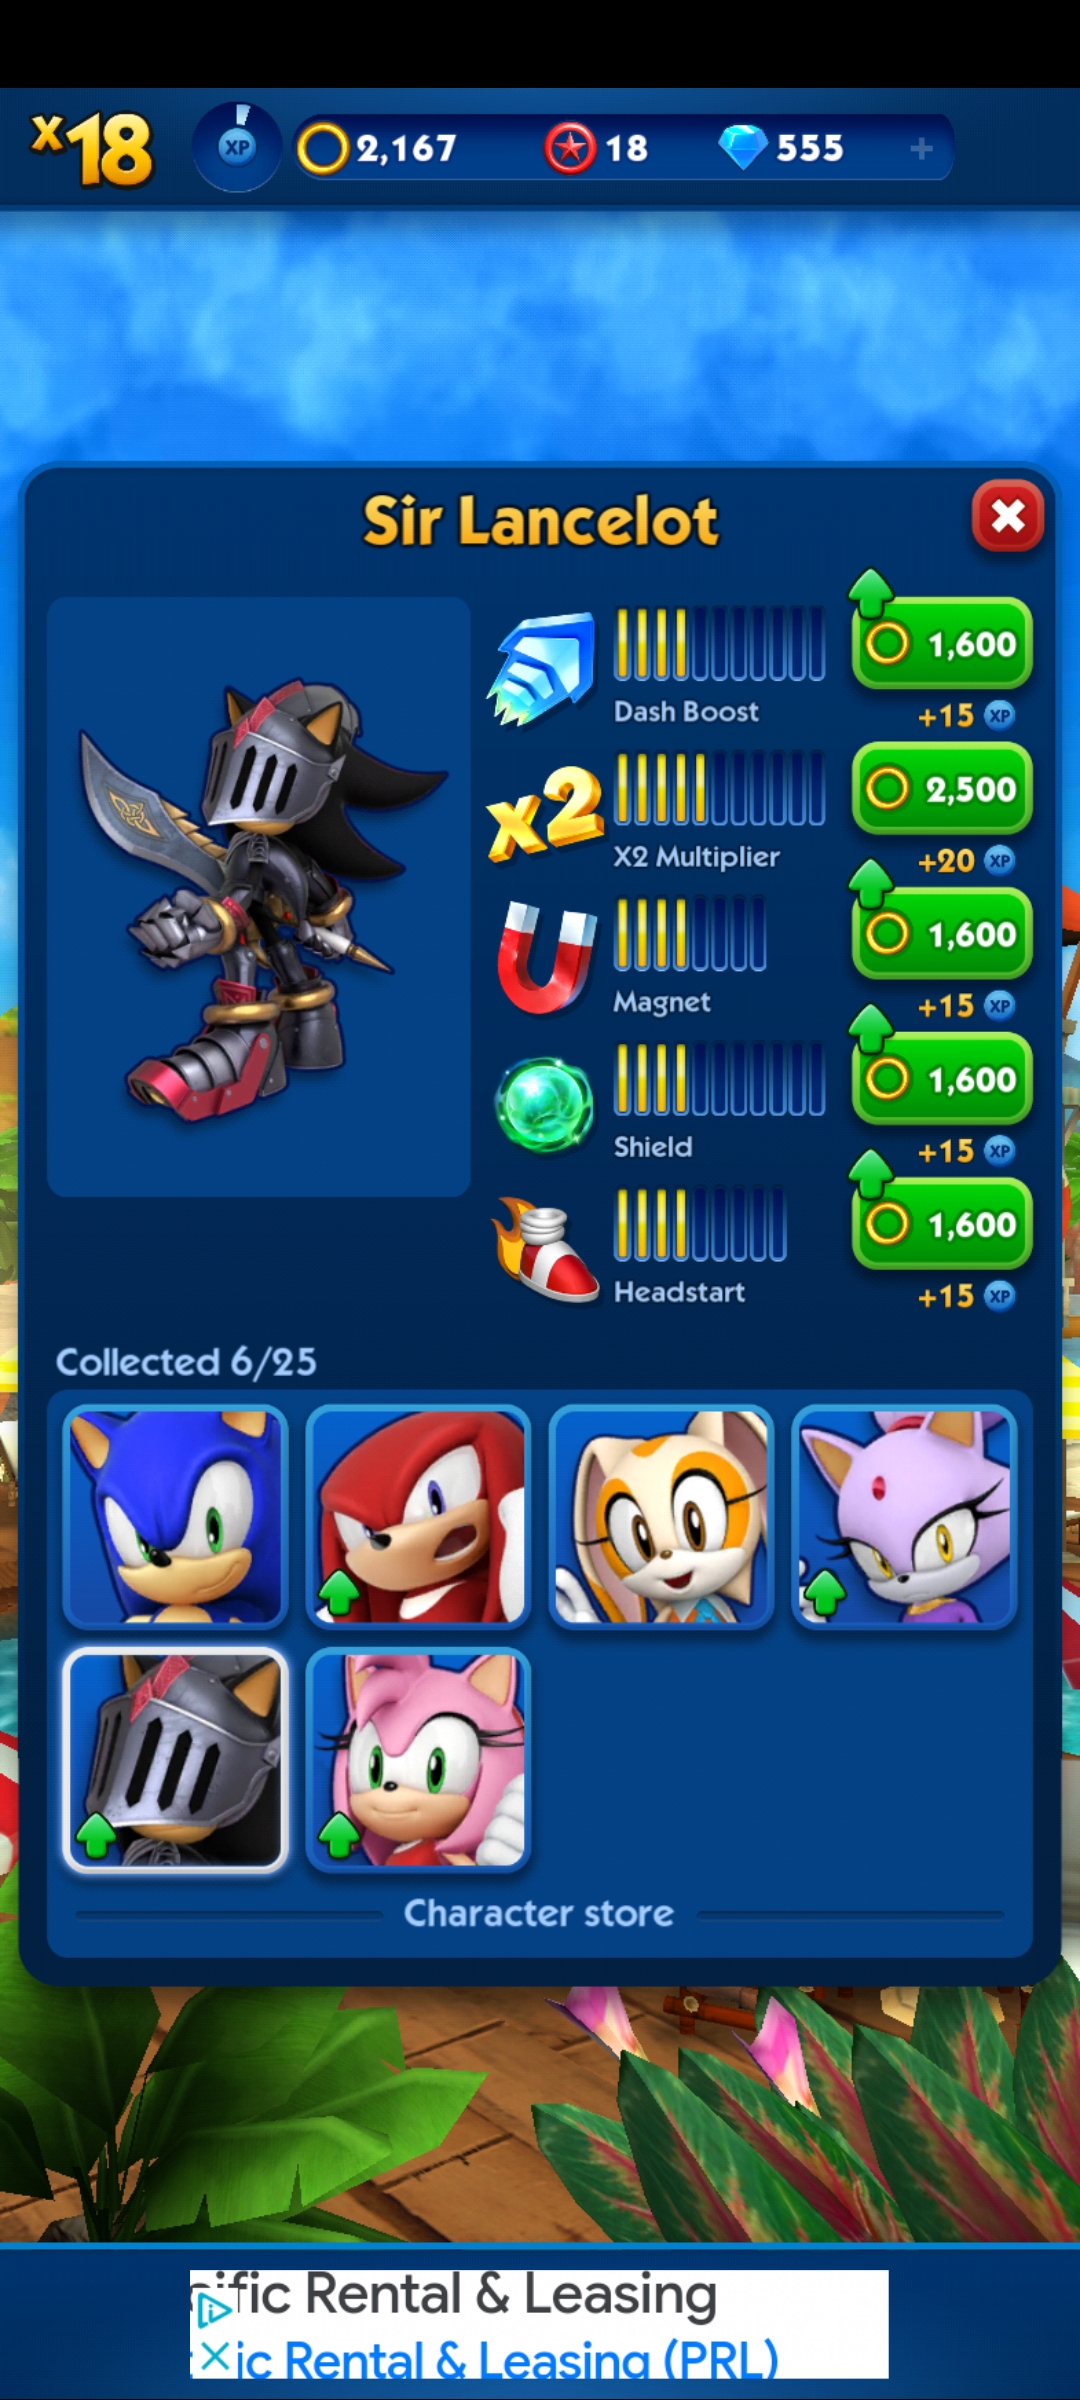 x18
XP
2,167
18
555
+
Sir Lancelot
1,600
Dash Boost
+15 XP
x2
2,500
X2 Multiplier
+20 XP
1,600
Magnet
+15 XP
1,600
Shield
+15 XP
1,600
Headstart
+15 XP
Collected 6/25
Character store
Rental & Leasing
Rental & Leasing (PRL)